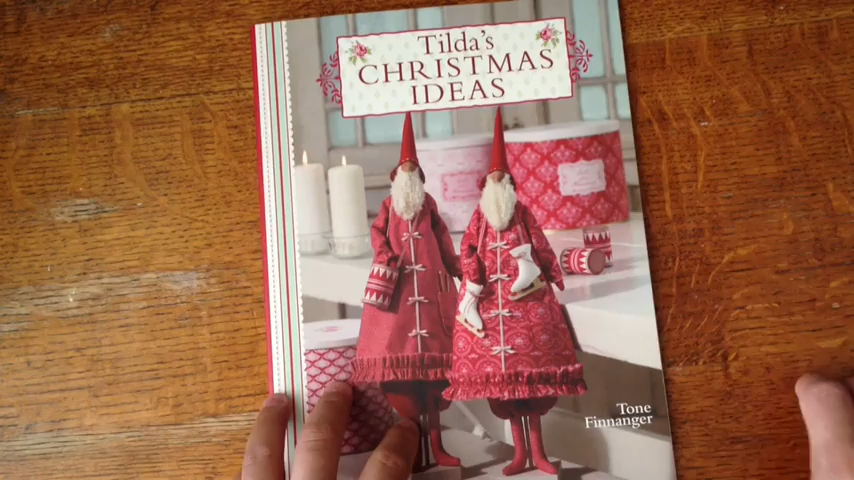 Tilda's
CHRISTMAS
IDEAS
Tone
Finnanger